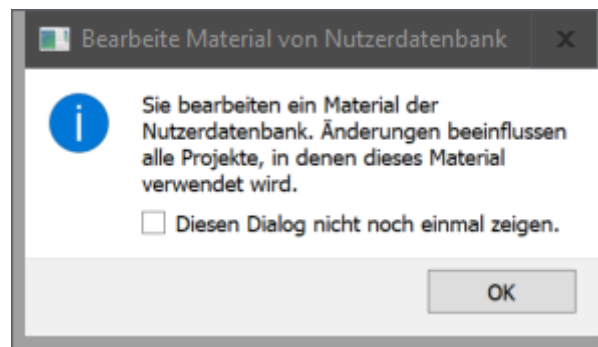 Bearbeite Material von Nutzerdatenbank
Sie bearbeiten ein Material der
Nutzerdatenbank. Änderungen beeinflussen
alle Projekte, in denen dieses Material
verwendet wird.
Diesen Dialog nicht noch einmal zeigen.
OK